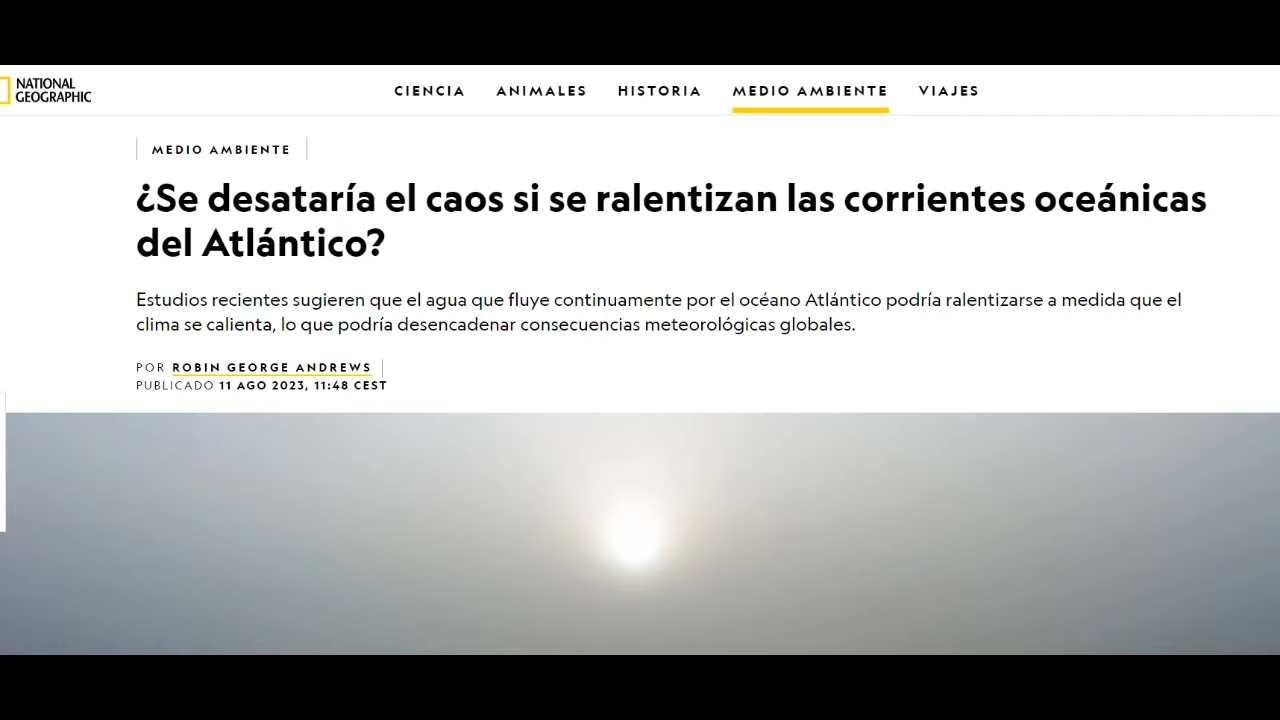 NATIONAL
GEOGRAPHIC
CIENCIA ANIMALES HISTORIA MEDIO AMBIENTE VIAJES
MEDIO AMBIENTE
¿Se desataría el caos si se ralentizan las corrientes oceánicas
del Atlántico?
Estudios recientes sugieren que el agua que fluye continuamente por el océano Atlántico podría ralentizarse a medida que el
clima se calienta, lo que podría desencadenar consecuencias meteorológicas globales.
POR ROBIN GEORGE ANDREWS
PUBLICADO 11 AGO 2023, 11:48 CEST